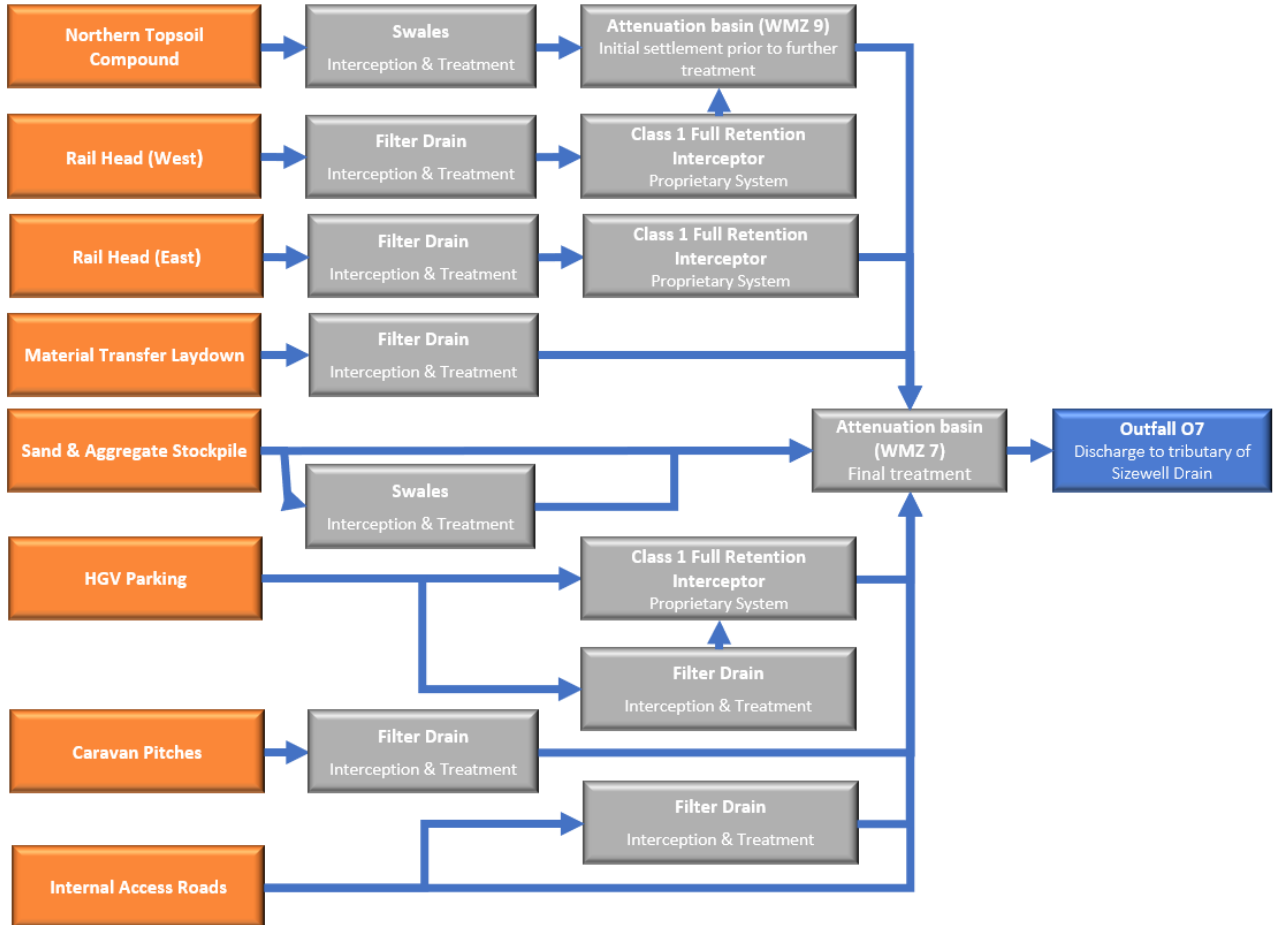 Northern Topsoil
Compound
Swales
Interception & Treatment
Attenuation basin (WMZ 9)
Initial settlement prior to further
treatment
Rail Head (West)
Filter Drain
Interception & Treatment
Class 1 Full Retention
Interceptor
Proprietary System
Rail Head (East)
Filter Drain
Interception & Treatment
Class 1 Full Retention
Interceptor
Proprietary System
Material Transfer Laydown
Filter Drain
Interception & Treatment
Sand & Aggregate Stockpile
Swales
Interception & Treatment
Attenuation basin
(WMZ 7)
Final treatment
Outfall O7
Discharge to tributary of
Sizewell Drain
HGV Parking
Class 1 Full Retention
Interceptor
Proprietary System
Filter Drain
Interception & Treatment
Caravan Pitches
Filter Drain
Interception & Treatment
Filter Drain
Interception & Treatment
Internal Access Roads